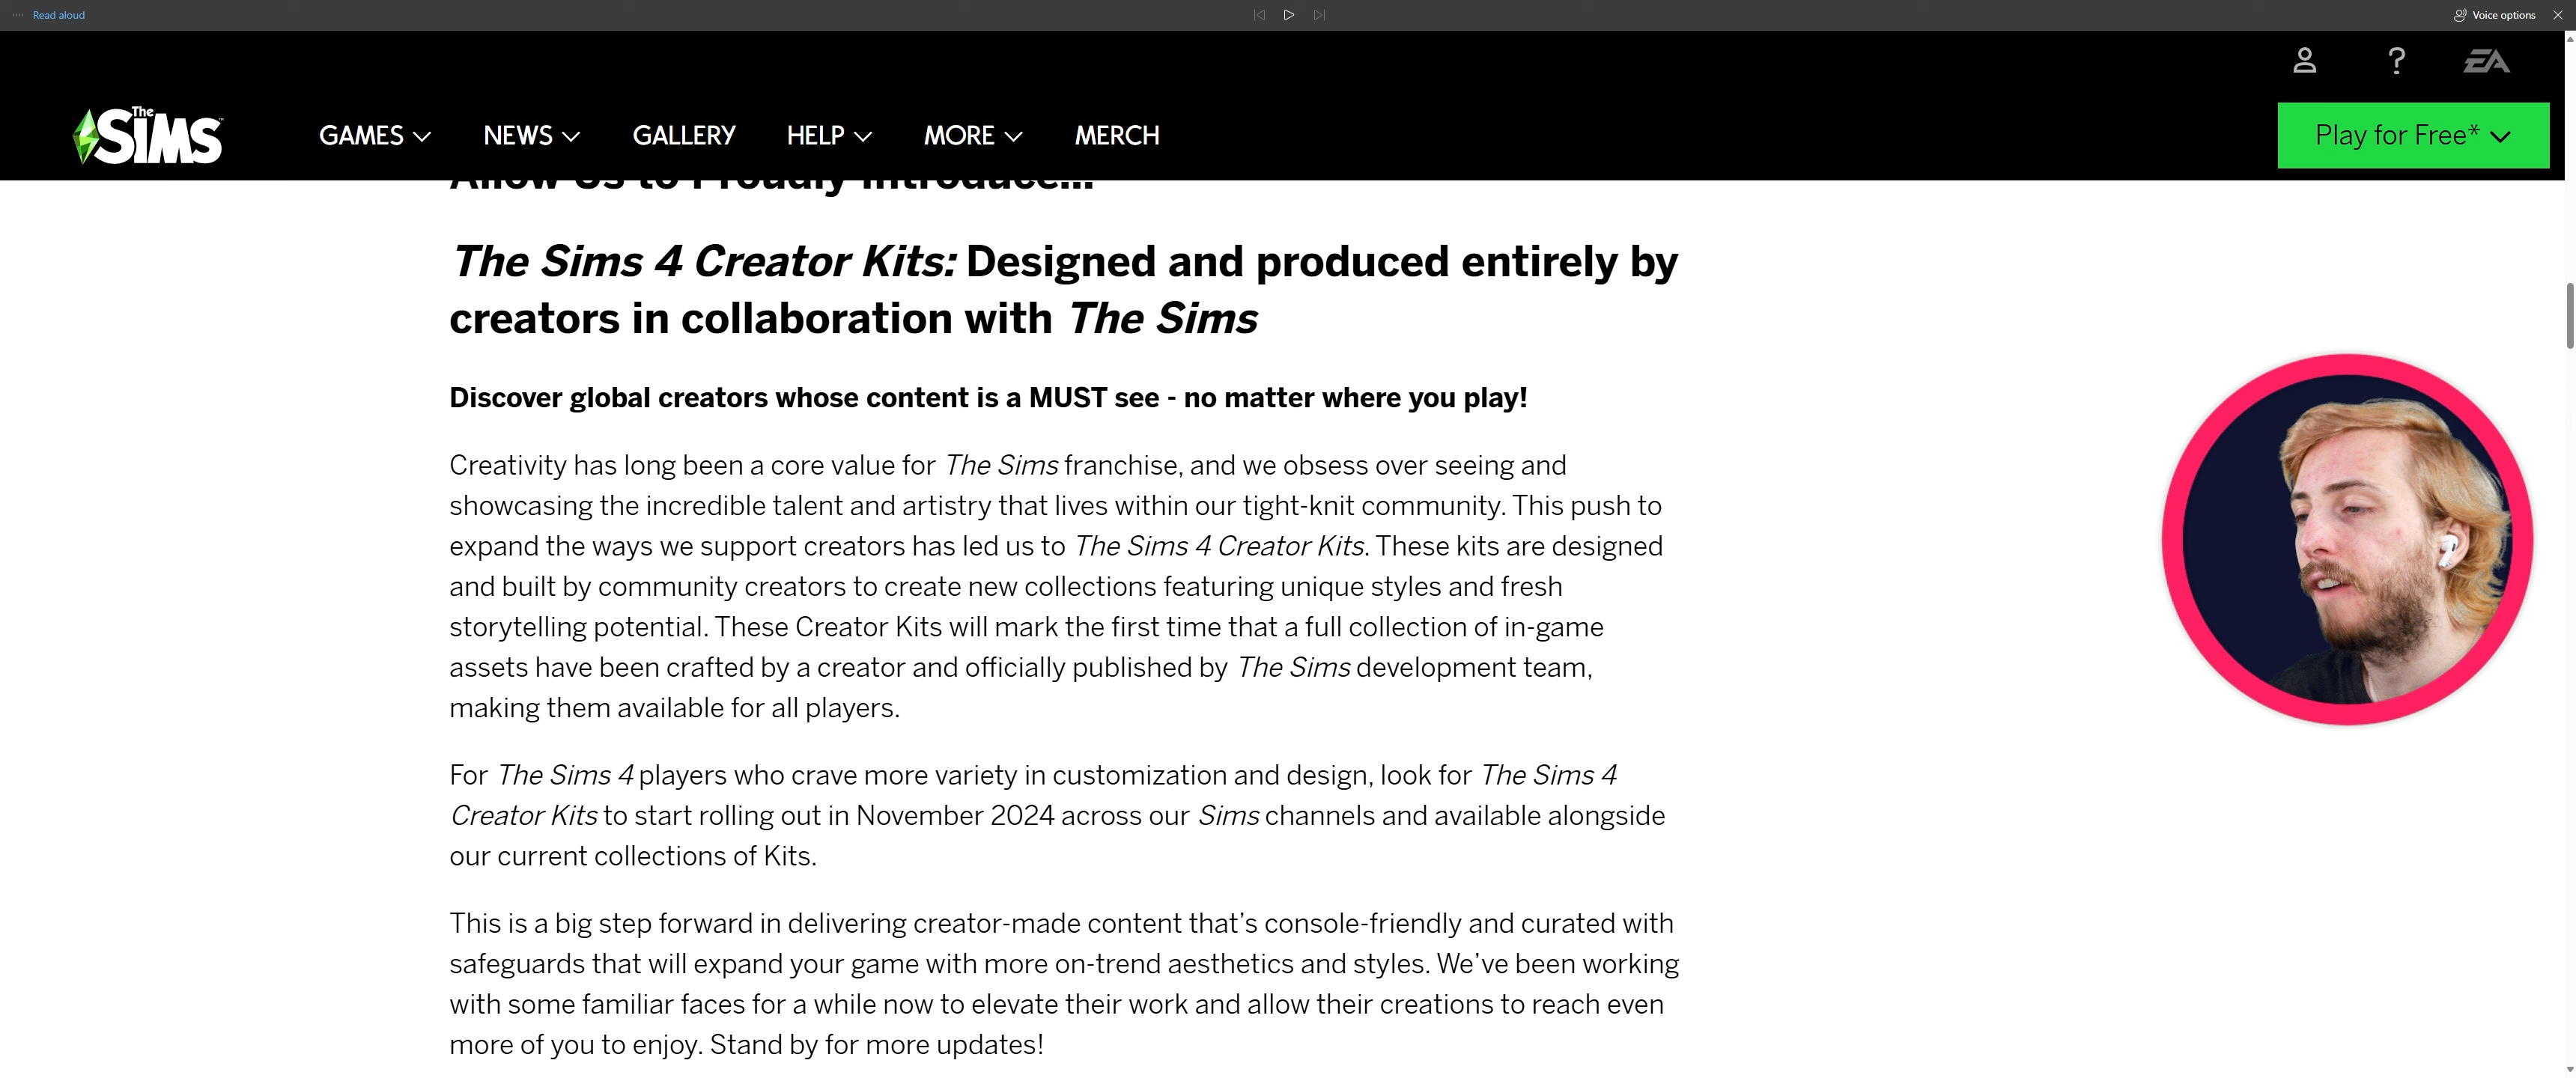 Read aloud
Voice options
EA
The Sims
GAMES
NEWS
GALLERY
HELP
MORE
MERCH
Play for Free*
Allow Us to Proudly Introduce...
The Sims 4 Creator Kits: Designed and produced entirely by
creators in collaboration with The Sims
Discover global creators whose content is a MUST see - no matter where you play!
Creativity has long been a core value for The Sims franchise, and we obsess over seeing and
showcasing the incredible talent and artistry that lives within our tight-knit community. This push to
expand the ways we support creators has led us to The Sims 4 Creator Kits. These kits are designed
and built by community creators to create new collections featuring unique styles and fresh
storytelling potential. These Creator Kits will mark the first time that a full collection of in-game
assets have been crafted by a creator and officially published by The Sims development team,
making them available for all players.
For The Sims 4 players who crave more variety in customization and design, look for The Sims 4
Creator Kits to start rolling out in November 2024 across our Sims channels and available alongside
our current collections of Kits.
This is a big step forward in delivering creator-made content that’s console-friendly and curated with
safeguards that will expand your game with more on-trend aesthetics and styles. We’ve been working
with some familiar faces for a while now to elevate their work and allow their creations to reach even
more of you to enjoy. Stand by for more updates!